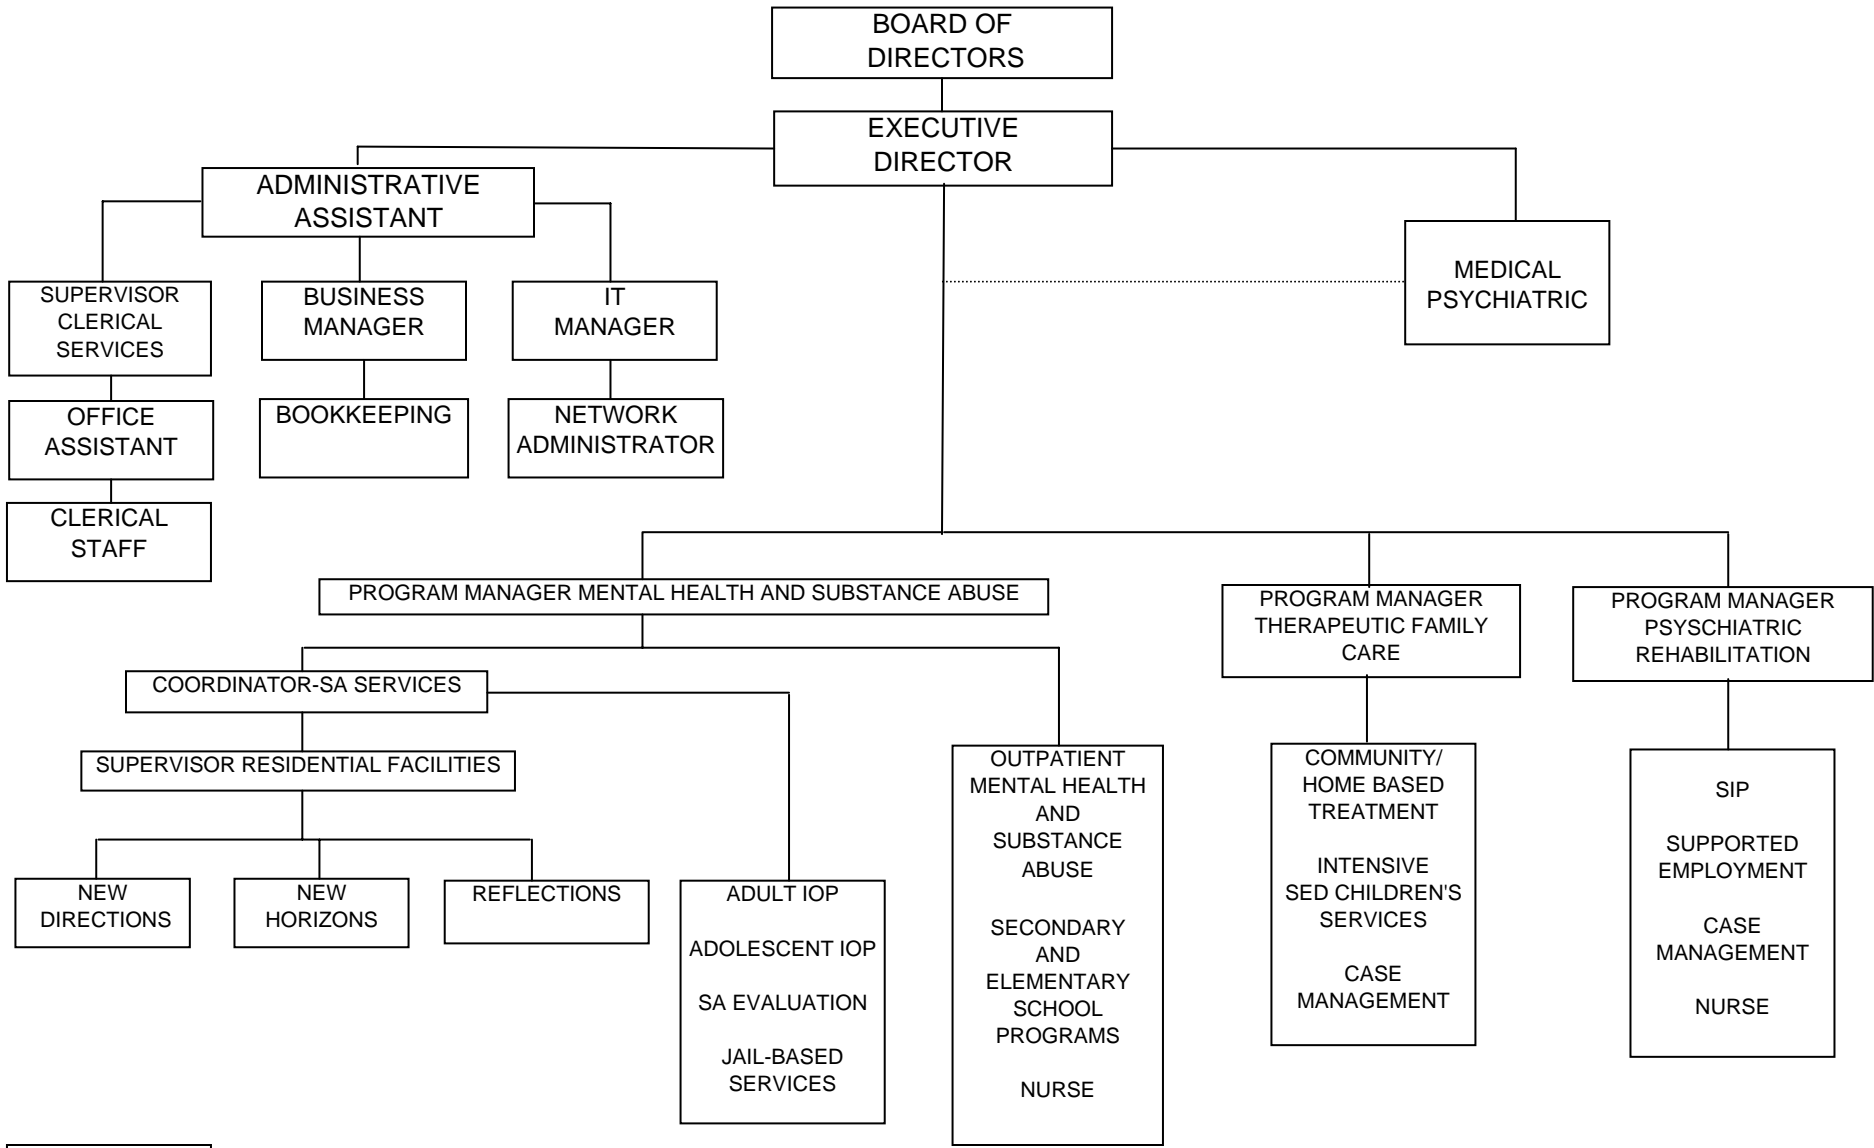 BOARD OF
DIRECTORS
EXECUTIVE
DIRECTOR
ADMINISTRATIVE
ASSISTANT
MEDICAL
PSYCHIATRIC
SUPERVISOR
CLERICAL
SERVICES
BUSINESS
MANAGER
IT
MANAGER
OFFICE
ASSISTANT
BOOKKEEPING
NETWORK
ADMINISTRATOR
CLERICAL
STAFF
PROGRAM MANAGER MENTAL HEALTH AND SUBSTANCE ABUSE
PROGRAM MANAGER
THERAPEUTIC FAMILY
CARE
PROGRAM MANAGER
PSYSCHIATRIC
REHABILITATION
COORDINATOR-SA SERVICES
SUPERVISOR RESIDENTIAL FACILITIES
NEW
DIRECTIONS
NEW
HORIZONS
REFLECTIONS
ADULT IOP
ADOLESCENT IOP
SA EVALUATION
JAIL-BASED
SERVICES
OUTPATIENT
MENTAL HEALTH
AND
SUBSTANCE
ABUSE
SECONDARY
AND
ELEMENTARY
SCHOOL
PROGRAMS
NURSE
COMMUNITY/
HOME BASED
TREATMENT
INTENSIVE
SED CHILDREN'S
SERVICES
CASE
MANAGEMENT
SIP
SUPPORTED
EMPLOYMENT
CASE
MANAGEMENT
NURSE